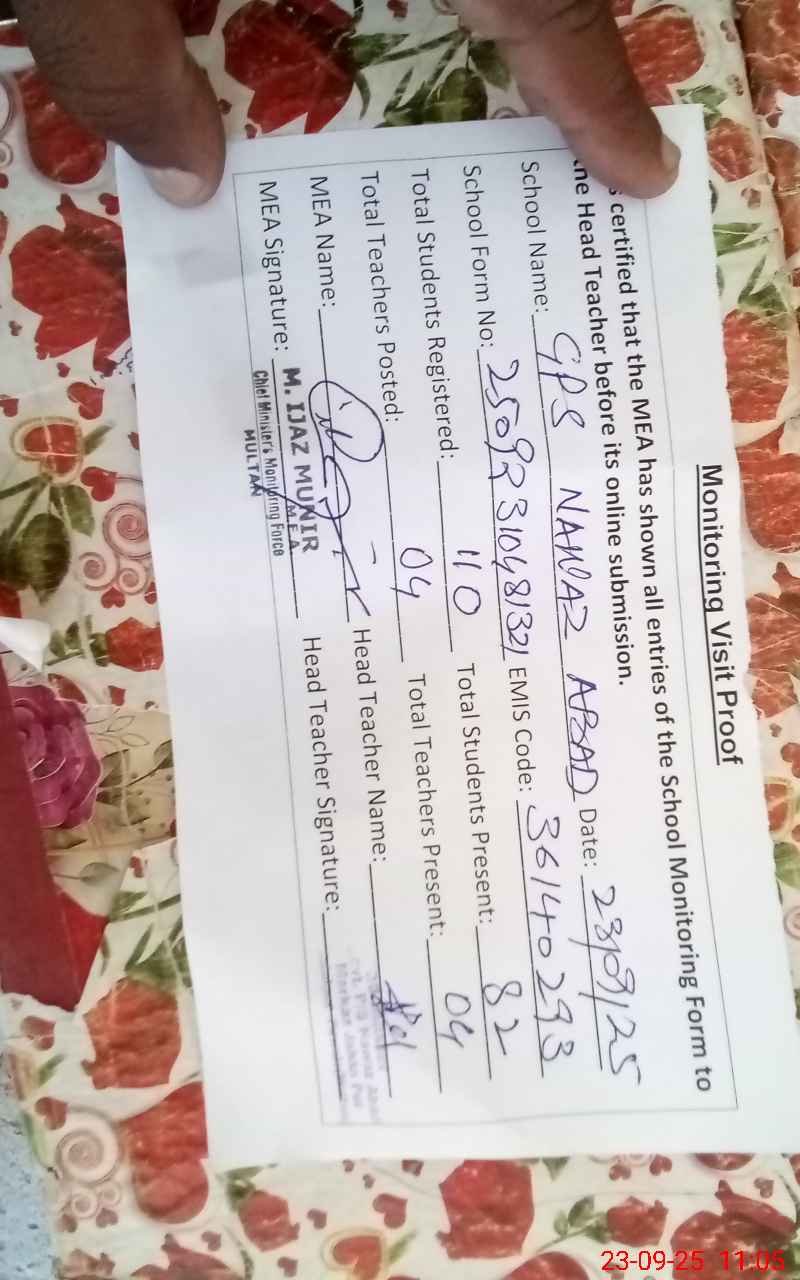 Monitoring Visit Proof
s certified that the MEA has shown all entries of the School Monitoring Form to
the Head Teacher before its online submission.
School Name: GPS NAWAZ ABAD Date: 23/09/25
School Form No: 25092310481321 EMIS Code: 36140293
Total Students Registered: 110 Total Students Present: 82
Total Teachers Posted: 04 Total Teachers Present: 04
MEA Name: Head Teacher Name:
MEA Signature: Head Teacher Signature:
M. IJAZ MUNIR
M.E.A.
Chief Minister's Monitoring Force
MULTAN
23-09-25 11:05